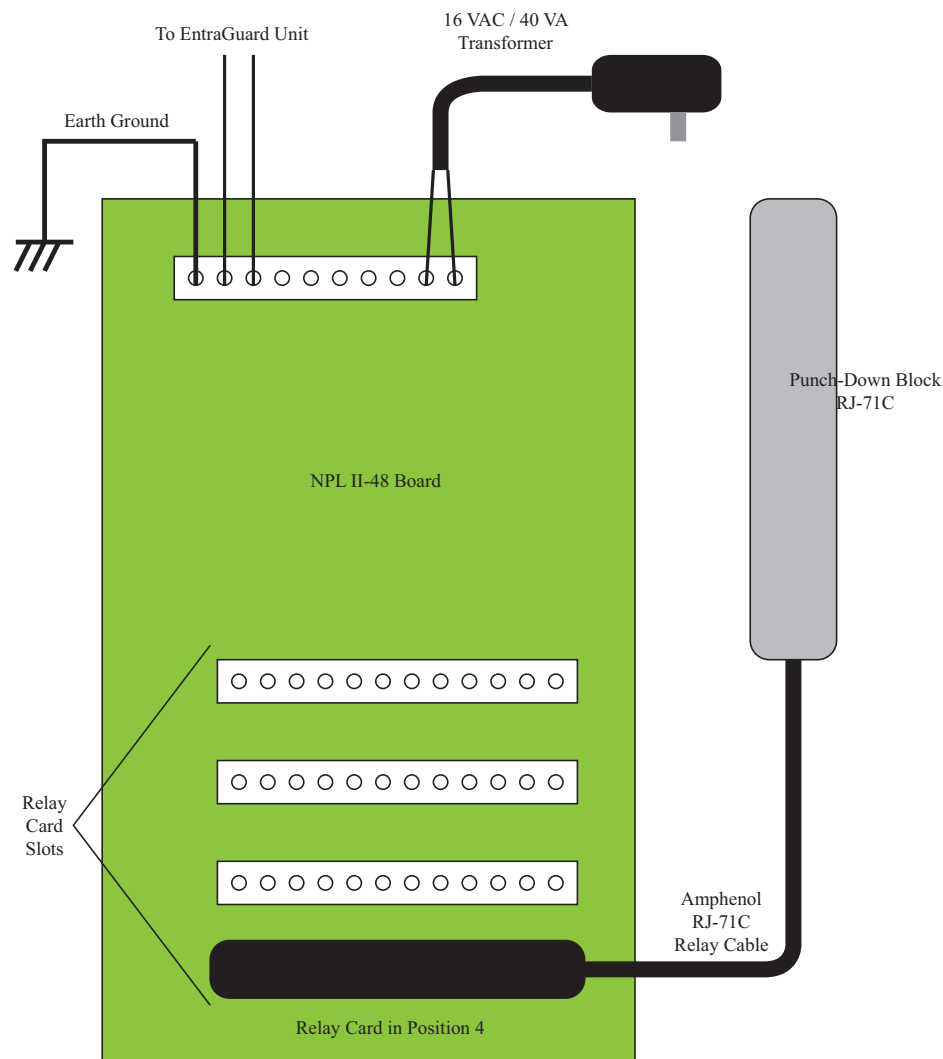 16 VAC / 40 VA
Transformer
To EntraGuard Unit
Earth Ground
Punch-Down Block
RJ-71C
NPL II-48 Board
Relay
Card
Slots
Amphenol
RJ-71C
Relay Cable
Relay Card in Position 4